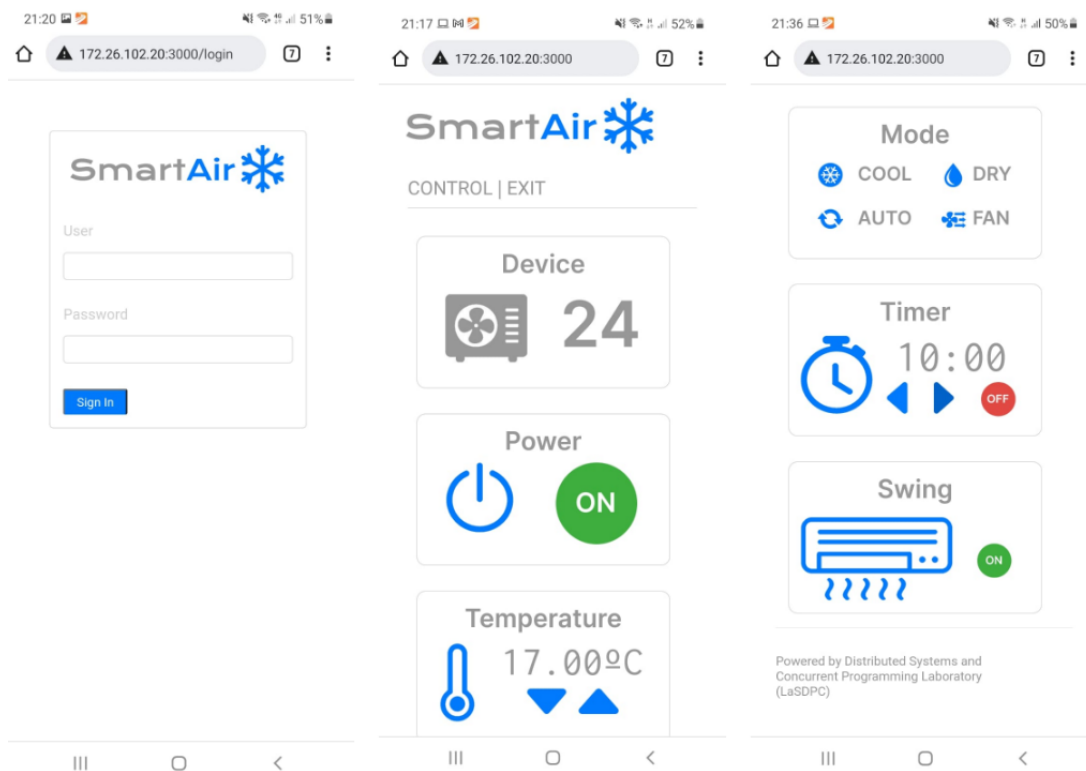 21:20 51%
172.26.102.20:3000/login 7
SmartAir
User
Password
Sign In
21:17 52%
172.26.102.20:3000 7
SmartAir
CONTROL | EXIT
Device
24
Power
ON
Temperature
17.00ºC
21:36 50%
172.26.102.20:3000 7
Mode
COOL DRY
AUTO FAN
Timer
10:00
OFF
Swing
ON
Powered by Distributed Systems and
Concurrent Programming Laboratory
(LaSDPC)